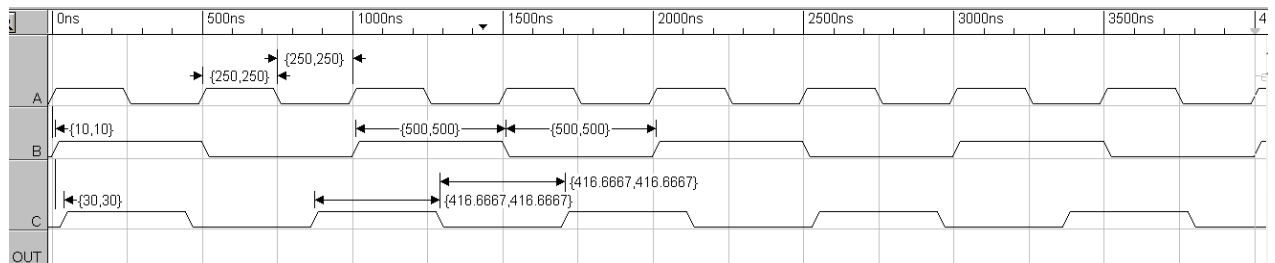 0ns 500ns 1000ns 1500ns 2000ns 2500ns 3000ns 3500ns 4
{250,250}
{250,250}
A
{10,10} {500,500} {500,500}
B
{416.6667,416.6667}
{30,30} {416.6667,416.6667}
C
OUT